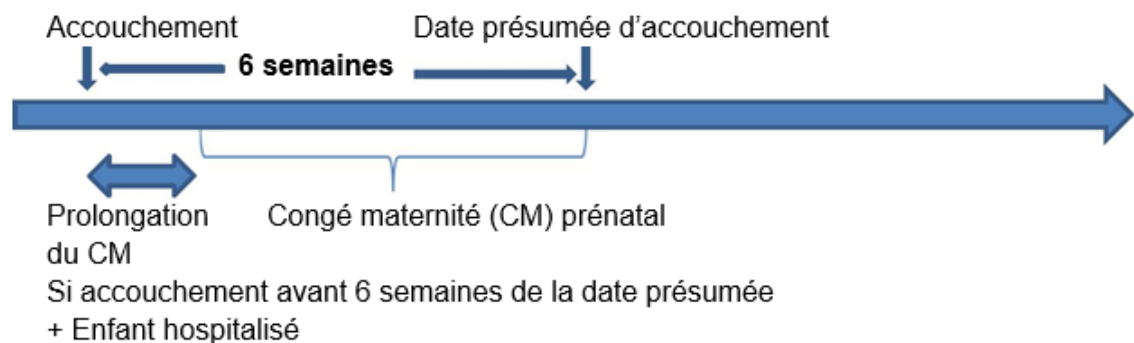 Accouchement
Date présumée d’accouchement
6 semaines
Prolongation
du CM
Congé maternité (CM) prénatal
Si accouchement avant 6 semaines de la date présumée
+ Enfant hospitalisé